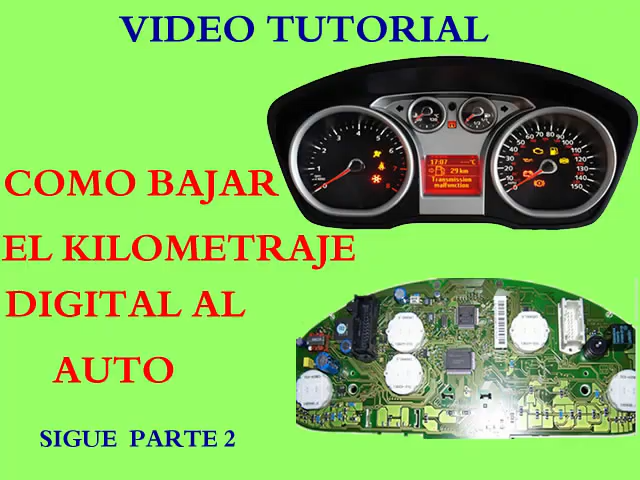 VIDEO TUTORIAL
COMO BAJAR
EL KILOMETRAJE
DIGITAL AL
AUTO
SIGUE PARTE 2
17:07
29 km
Transmission
malfunction